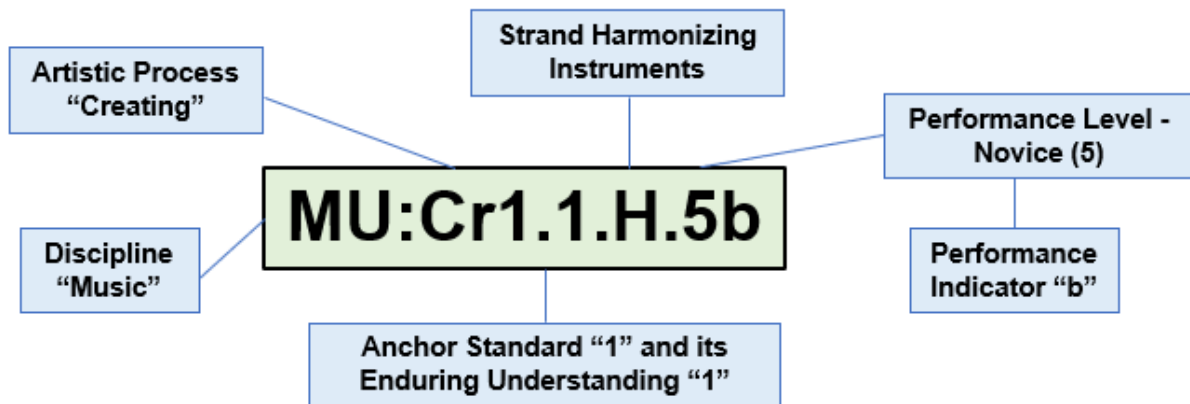 Strand Harmonizing
Instruments
Artistic Process
“Creating”
Performance Level -
Novice (5)
MU:Cr1.1.H.5b
Discipline
“Music”
Performance
Indicator “b”
Anchor Standard “1” and its
Enduring Understanding “1”